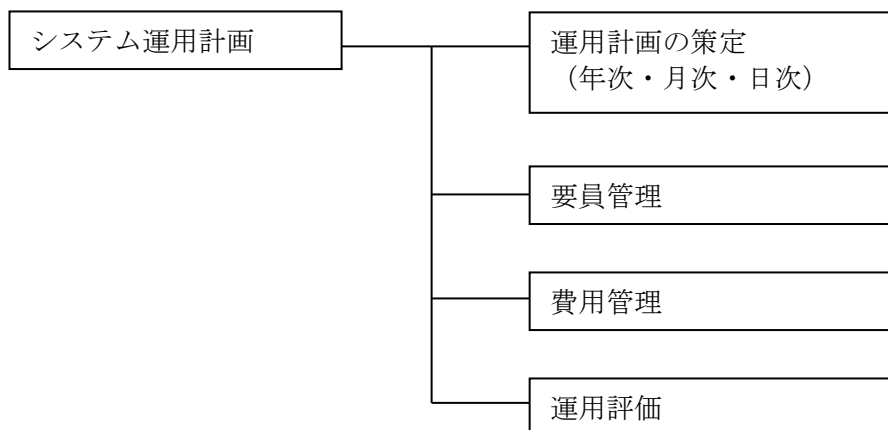 システム運用計画
運用計画の策定
（年次・月次・日次）
要員管理
費用管理
運用評価